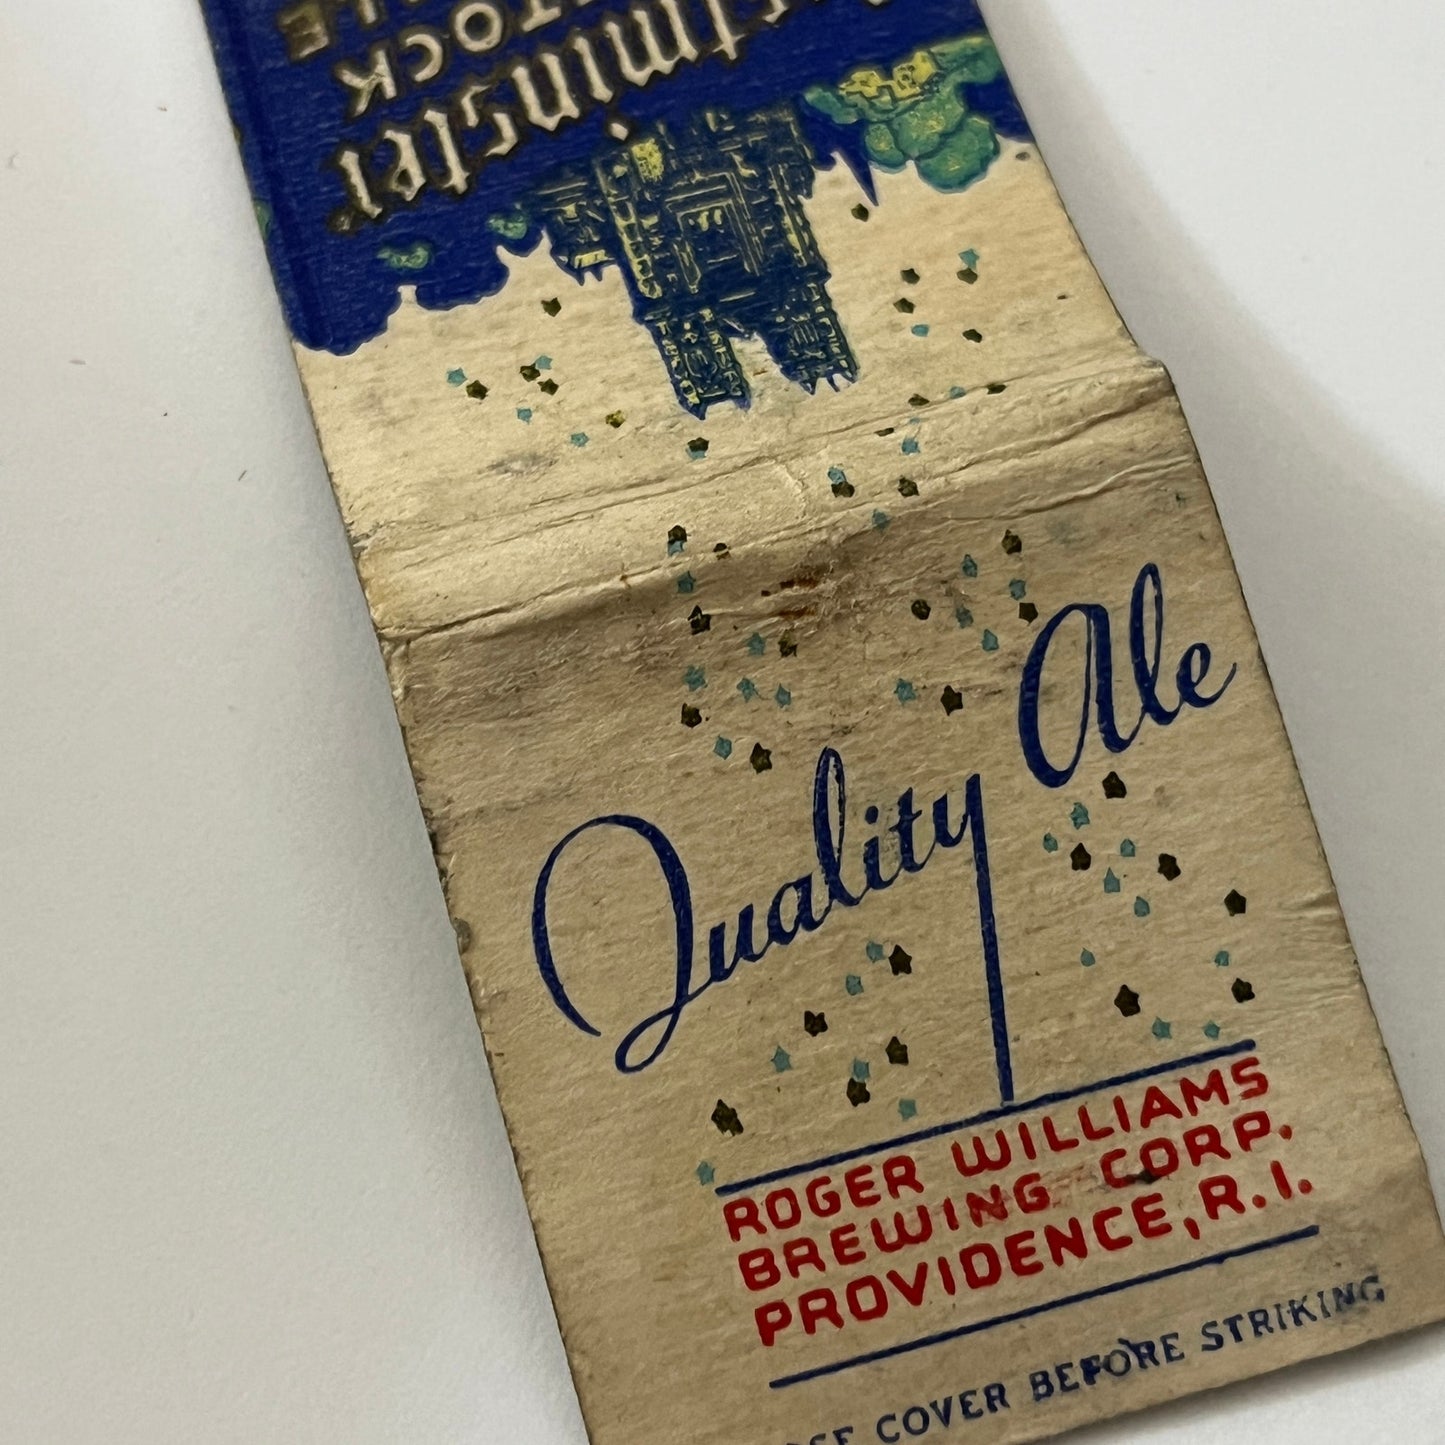 Quality Ale
ROGER WILLIAMS
BREWING CORP.
PROVIDENCE, R.I.
COVER BEFORE STRIKING